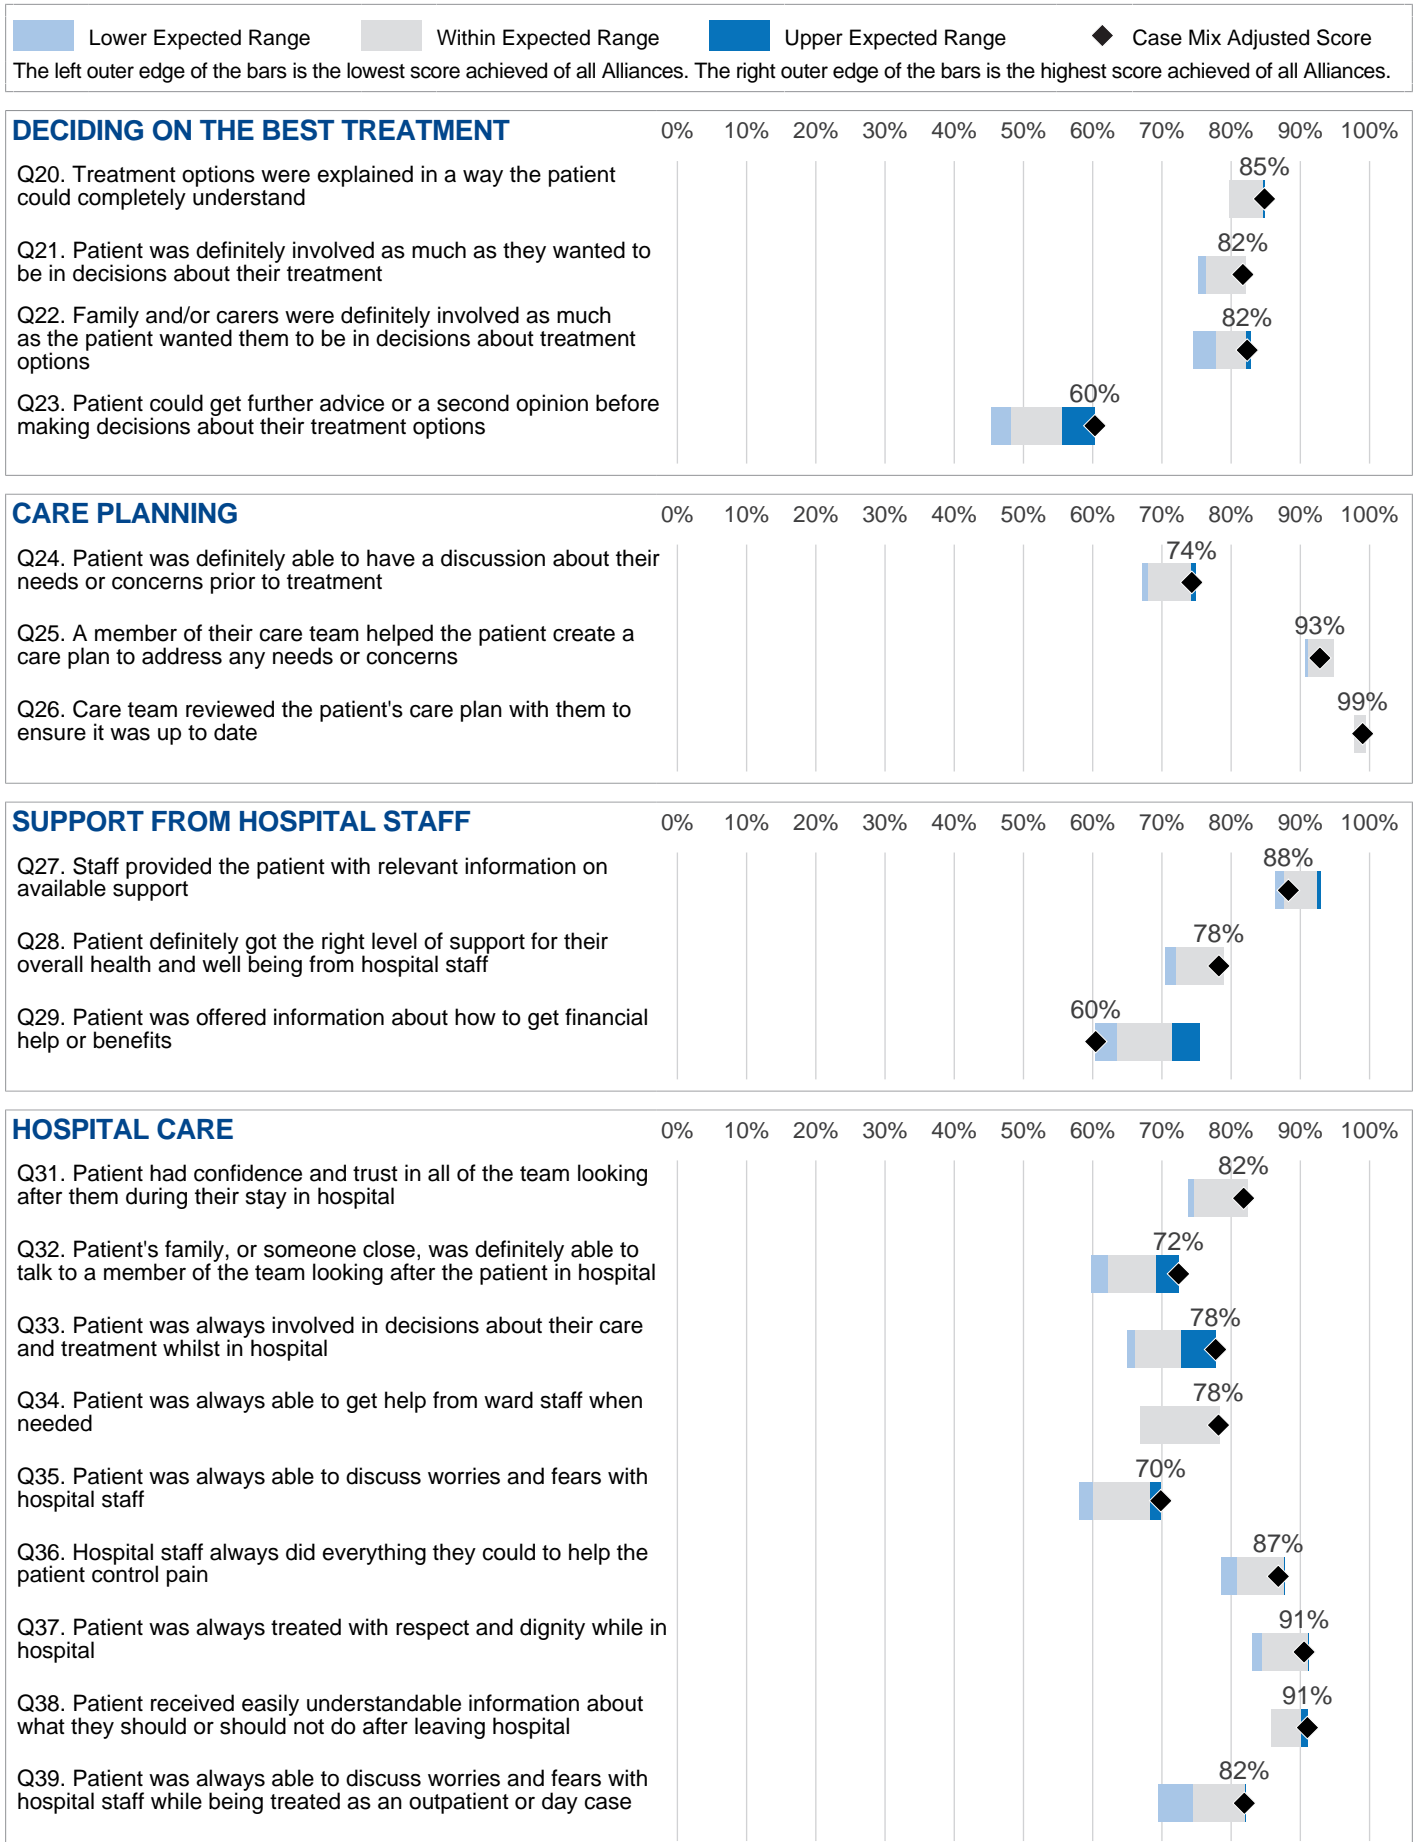 Lower Expected Range Within Expected Range Upper Expected Range Case Mix Adjusted Score
The left outer edge of the bars is the lowest score achieved of all Alliances. The right outer edge of the bars is the highest score achieved of all Alliances.
DECIDING ON THE BEST TREATMENT 0% 10% 20% 30% 40% 50% 60% 70% 80% 90% 100%
Q20. Treatment options were explained in a way the patient
could completely understand
85%
Q21. Patient was definitely involved as much as they wanted to
be in decisions about their treatment
82%
Q22. Family and/or carers were definitely involved as much
as the patient wanted them to be in decisions about treatment
options
82%
Q23. Patient could get further advice or a second opinion before
making decisions about their treatment options
60%
CARE PLANNING 0% 10% 20% 30% 40% 50% 60% 70% 80% 90% 100%
Q24. Patient was definitely able to have a discussion about their
needs or concerns prior to treatment
74%
Q25. A member of their care team helped the patient create a
care plan to address any needs or concerns
93%
Q26. Care team reviewed the patient's care plan with them to
ensure it was up to date
99%
SUPPORT FROM HOSPITAL STAFF 0% 10% 20% 30% 40% 50% 60% 70% 80% 90% 100%
Q27. Staff provided the patient with relevant information on
available support
88%
Q28. Patient definitely got the right level of support for their
overall health and well being from hospital staff
78%
Q29. Patient was offered information about how to get financial
help or benefits
60%
HOSPITAL CARE 0% 10% 20% 30% 40% 50% 60% 70% 80% 90% 100%
Q31. Patient had confidence and trust in all of the team looking
after them during their stay in hospital
82%
Q32. Patient's family, or someone close, was definitely able to
talk to a member of the team looking after the patient in hospital
72%
Q33. Patient was always involved in decisions about their care
and treatment whilst in hospital
78%
Q34. Patient was always able to get help from ward staff when
needed
78%
Q35. Patient was always able to discuss worries and fears with
hospital staff
70%
Q36. Hospital staff always did everything they could to help the
patient control pain
87%
Q37. Patient was always treated with respect and dignity while in
hospital
91%
Q38. Patient received easily understandable information about
what they should or should not do after leaving hospital
91%
Q39. Patient was always able to discuss worries and fears with
hospital staff while being treated as an outpatient or day case
82%